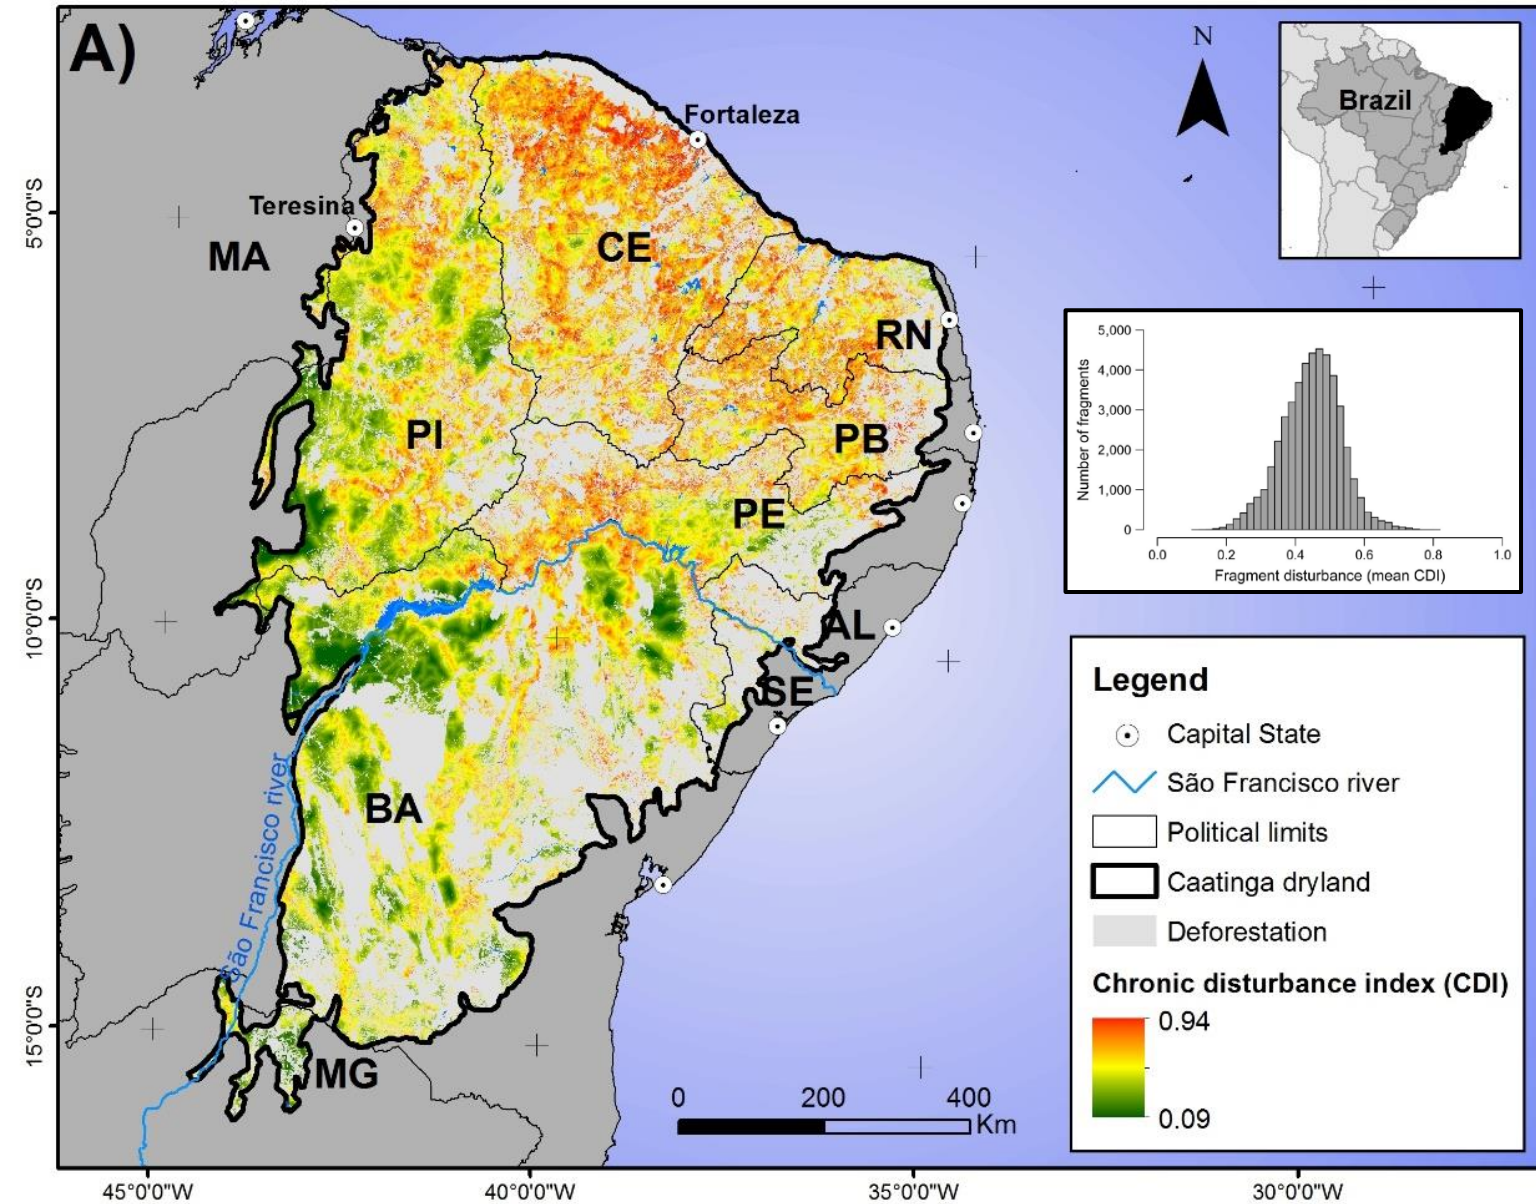 A)
N
Brazil
Fortaleza
Teresina
MA
CE
RN
PI
PB
PE
AL
SE
BA
MG
São Francisco river
5°0'0"S
10°0'0"S
15°0'0"S
45°0'0"W
40°0'0"W
35°0'0"W
30°0'0"W
5,000
4,000
3,000
2,000
1,000
0
Number of fragments
0.0 0.2 0.4 0.6 0.8 1.0
Fragment disturbance (mean CDI)
Legend
Capital State
São Francisco river
Political limits
Caatinga dryland
Deforestation
Chronic disturbance index (CDI)
0.94
0.09
0 200 400
Km